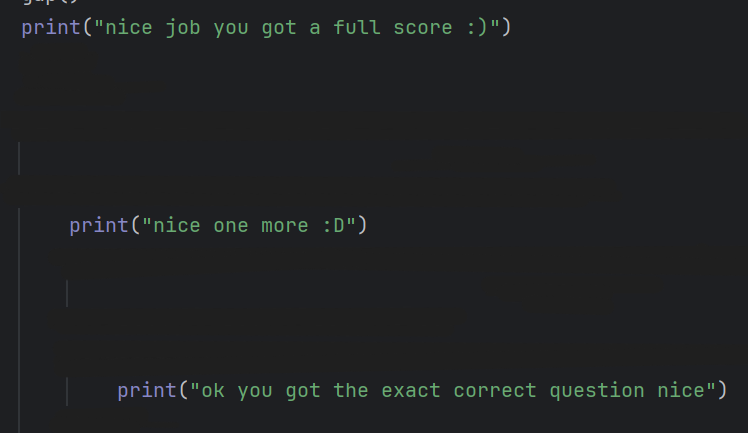 print("nice job you got a full score :)")
print("nice one more :D")
print("ok you got the exact correct question nice")